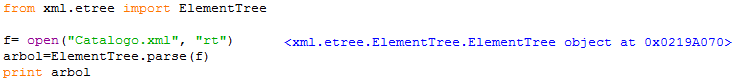 from xml.etree import ElementTree
f= open("Catalogo.xml", "rt")
<xml.etree.ElementTree.ElementTree object at 0x0219A070>
arbol=ElementTree.parse(f)
print arbol